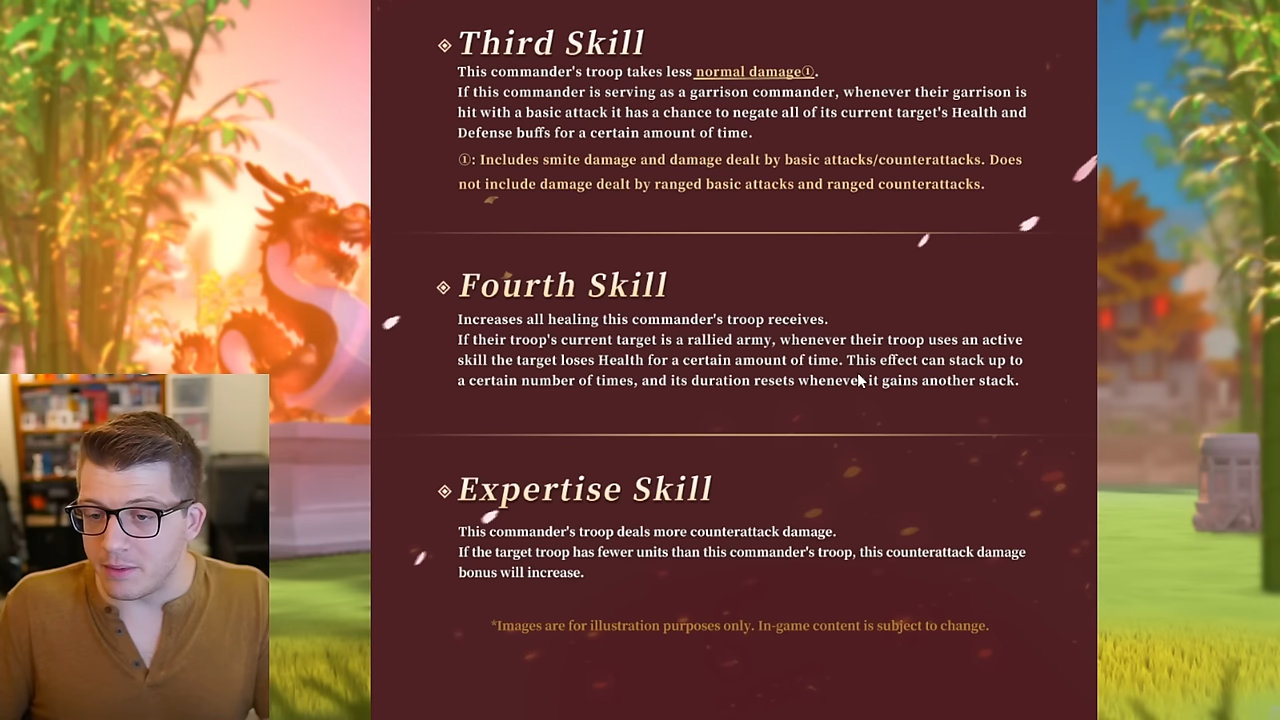 Third Skill
This commander's troop takes less normal damage①.
If this commander is serving as a garrison commander, whenever their garrison is
hit with a basic attack it has a chance to negate all of its current target's Health and
Defense buffs for a certain amount of time.
①: Includes smite damage and damage dealt by basic attacks/counterattacks. Does
not include damage dealt by ranged basic attacks and ranged counterattacks.
Fourth Skill
Increases all healing this commander's troop receives.
If their troop's current target is a rallied army, whenever their troop uses an active
skill the target loses Health for a certain amount of time. This effect can stack up to
a certain number of times, and its duration resets whenever it gains another stack.
Expertise Skill
This commander's troop deals more counterattack damage.
If the target troop has fewer units than this commander's troop, this counterattack damage
bonus will increase.
*Images are for illustration purposes only. In-game content is subject to change.